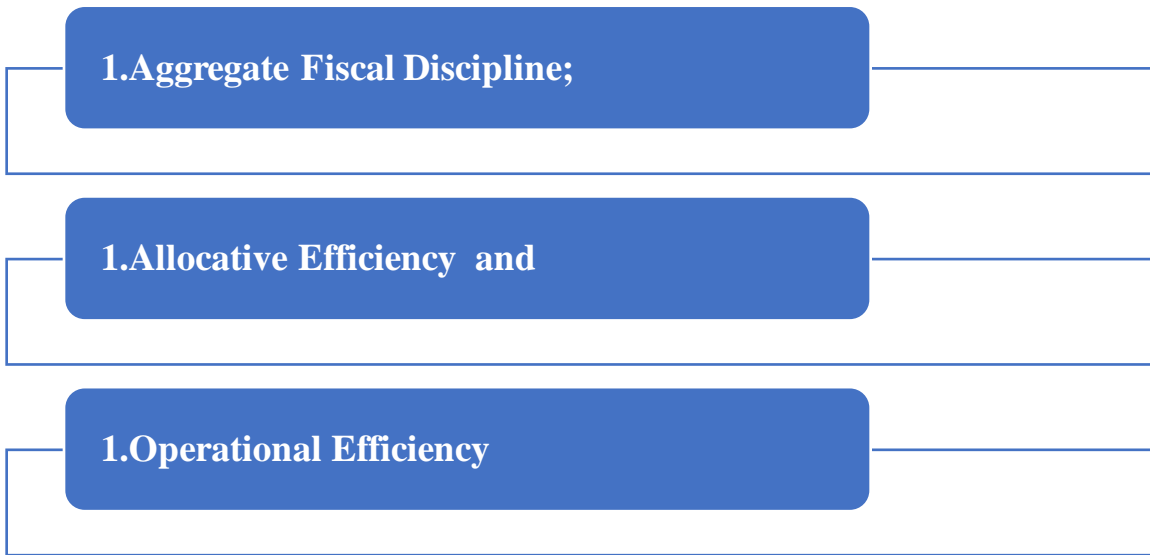 1.Aggregate Fiscal Discipline;
1.Allocative Efficiency  and
1.Operational Efficiency